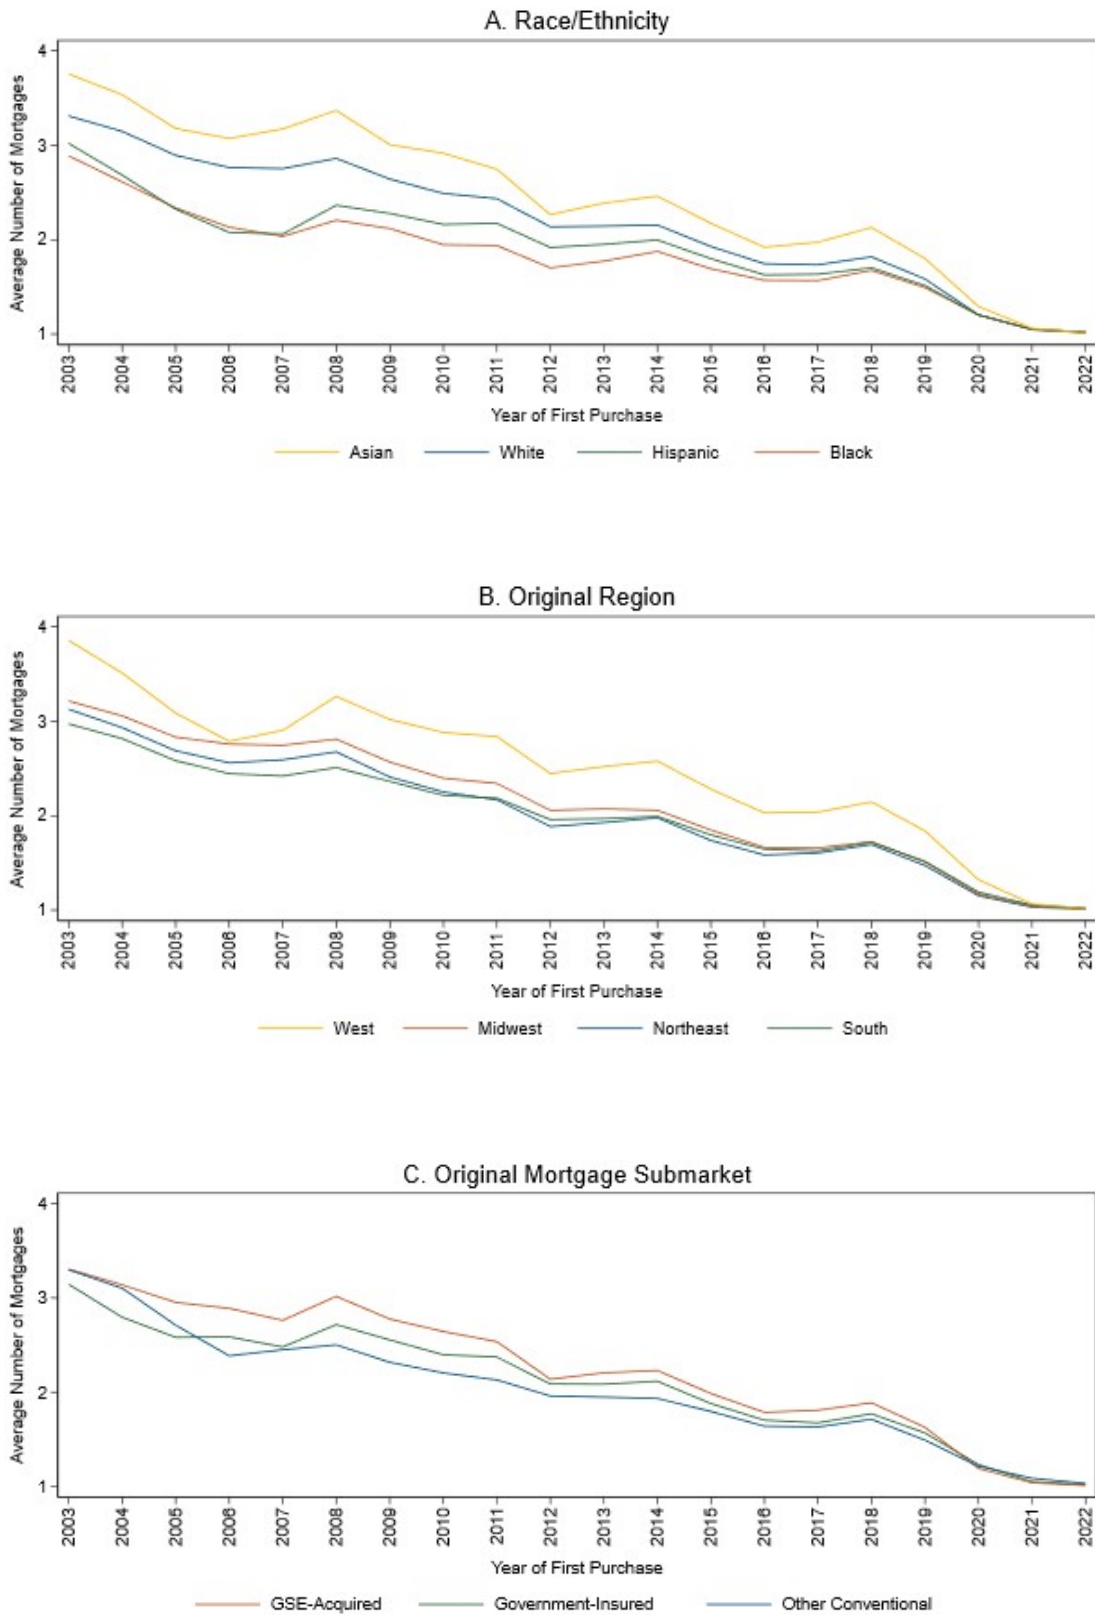 A. Race/Ethnicity
4
3
2
1
Average Number of Mortgages
2003 2004 2005 2006 2007 2008 2009 2010 2011 2012 2013 2014 2015 2016 2017 2018 2019 2020 2021 2022
Year of First Purchase
Asian White Hispanic Black
B. Original Region
4
3
2
1
Average Number of Mortgages
2003 2004 2005 2006 2007 2008 2009 2010 2011 2012 2013 2014 2015 2016 2017 2018 2019 2020 2021 2022
Year of First Purchase
West Midwest Northeast South
C. Original Mortgage Submarket
4
3
2
1
Average Number of Mortgages
2003 2004 2005 2006 2007 2008 2009 2010 2011 2012 2013 2014 2015 2016 2017 2018 2019 2020 2021 2022
Year of First Purchase
GSE-Acquired Government-Insured Other Conventional